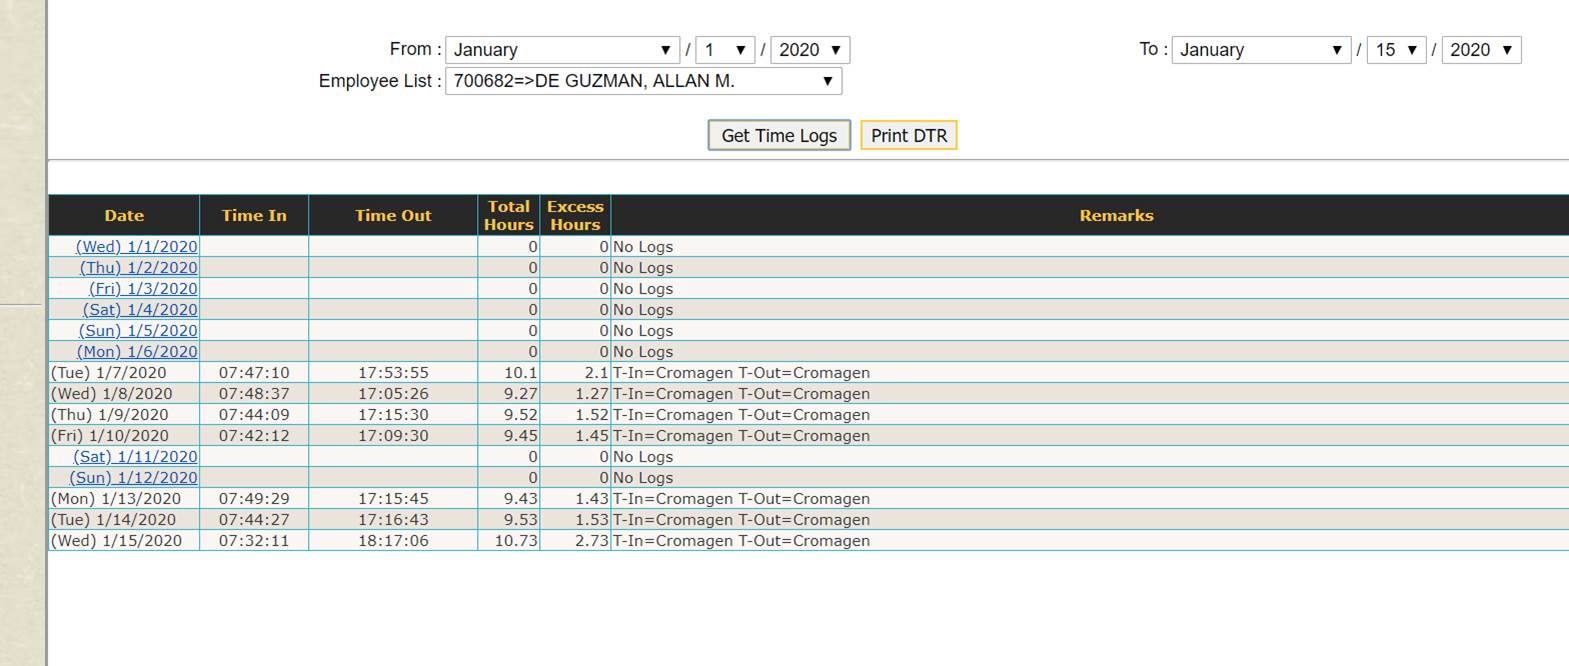 From : January / 1 / 2020 To : January / 15 / 2020
Employee List : 700682=>DE GUZMAN, ALLAN M.
Get Time Logs Print DTR
Date Time In Time Out Total Hours Excess Hours Remarks
(Wed) 1/1/2020 0 0 No Logs
(Thu) 1/2/2020 0 0 No Logs
(Fri) 1/3/2020 0 0 No Logs
(Sat) 1/4/2020 0 0 No Logs
(Sun) 1/5/2020 0 0 No Logs
(Mon) 1/6/2020 0 0 No Logs
(Tue) 1/7/2020 07:47:10 17:53:55 10.1 2.1 T-In=Cromagen T-Out=Cromagen
(Wed) 1/8/2020 07:48:37 17:05:26 9.27 1.27 T-In=Cromagen T-Out=Cromagen
(Thu) 1/9/2020 07:44:09 17:15:30 9.52 1.52 T-In=Cromagen T-Out=Cromagen
(Fri) 1/10/2020 07:42:12 17:09:30 9.45 1.45 T-In=Cromagen T-Out=Cromagen
(Sat) 1/11/2020 0 0 No Logs
(Sun) 1/12/2020 0 0 No Logs
(Mon) 1/13/2020 07:49:29 17:15:45 9.43 1.43 T-In=Cromagen T-Out=Cromagen
(Tue) 1/14/2020 07:44:27 17:16:43 9.53 1.53 T-In=Cromagen T-Out=Cromagen
(Wed) 1/15/2020 07:32:11 18:17:06 10.73 2.73 T-In=Cromagen T-Out=Cromagen